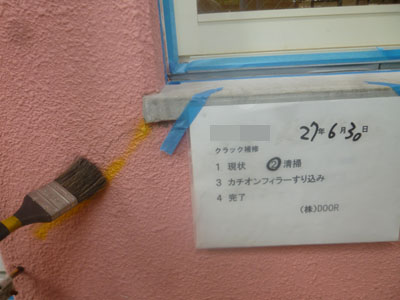 27年6月30日
クラック補修
1 現状 ②清掃
3 カチオンフィラーすり込み
4 完了
(株)DOOR